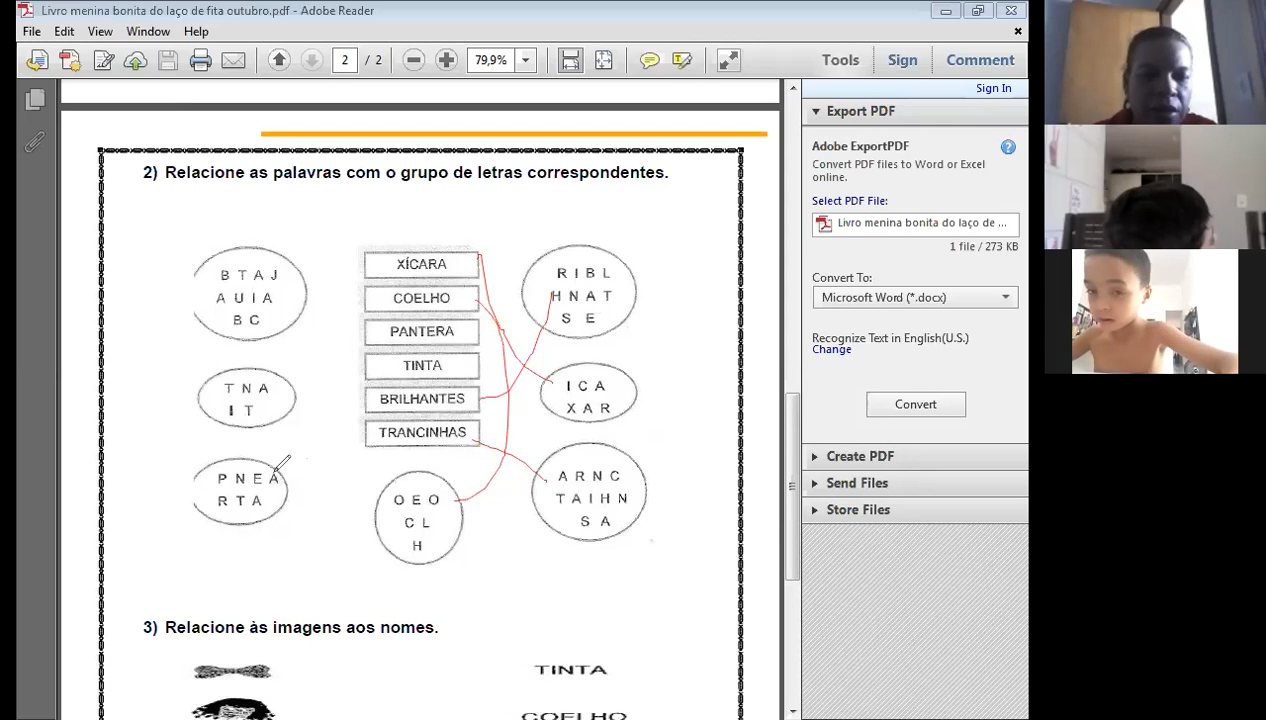 Livro menina bonita do laço de fita outubro.pdf - Adobe Reader
File Edit View Window Help
2 / 2 79,9% Tools Sign Comment
Sign In
Export PDF
Adobe ExportPDF
Convert PDF files to Word or Excel
online.
Select PDF File:
Livro menina bonita do laço de ...
1 file / 273 KB
Convert To:
Microsoft Word (*.docx)
Recognize Text in English(U.S.)
Change
Convert
Create PDF
Send Files
Store Files
2) Relacione as palavras com o grupo de letras correspondentes.
B T A J
A U I A
B C
T N A
I T
P N E A
R T A
XÍCARA
COELHO
PANTERA
TINTA
BRILHANTES
TRANCINHAS
O E O
C L
H
R I B L
H N A T
S E
I C A
X A R
A R N C
T A I H N
S A
3) Relacione às imagens aos nomes.
TINTA
COELHO